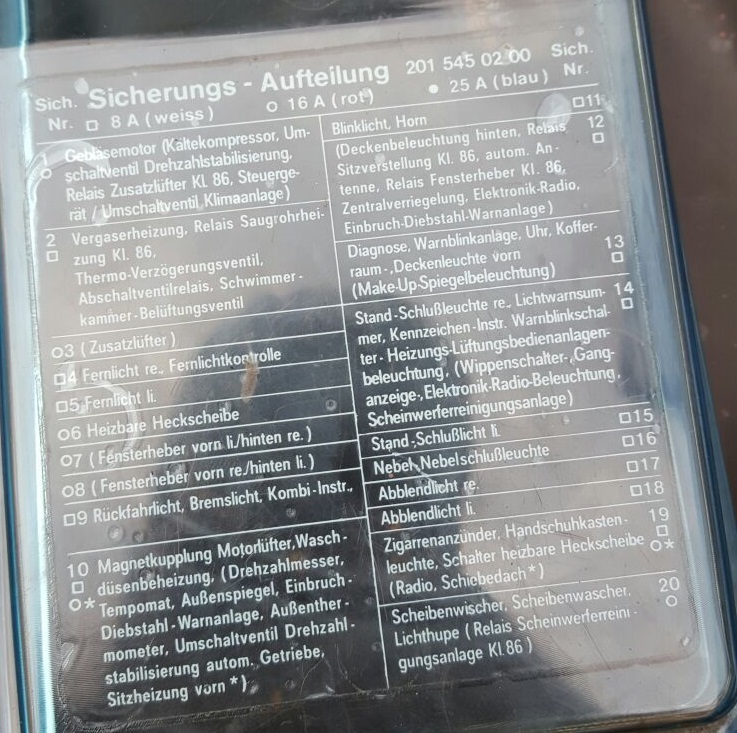 Sich. Sicherungs - Aufteilung 201 545 02 00 Sich.
Nr. □ 8 A (weiss) ○ 16 A (rot) ● 25 A (blau) Nr.
1 Gebläsemotor (Kältekompressor, Um-
○ schaltventil Drehzahlstabilisierung,
Relais Zusatzlüfter Kl. 86, Steuerge-
rät / Umschaltventil Klimaanlage)
2 Vergaserheizung, Relais Saugrohrhei-
□ zung Kl. 86,
Thermo-Verzögerungsventil,
Abschaltventilrelais, Schwimmer-
kammer-Belüftungsventil
○3 (Zusatzlüfter)
□4 Fernlicht re., Fernlichtkontrolle
□5 Fernlicht li.
○6 Heizbare Heckscheibe
○7 (Fensterheber vorn li/hinten re.)
○8 (Fensterheber vorn re/hinten li.)
□9 Rückfahrlicht, Bremslicht, Kombi-Instr.,
10 Magnetkupplung Motorlüfter, Wasch-
□ düsenbeheizung, (Drehzahlmesser,
○* Tempomat, Außenspiegel, Einbruch-
Diebstahl-Warnanlage, Außenther-
mometer, Umschaltventil Drehzahl-
stabilisierung autom. Getriebe,
Sitzheizung vorn *)
Blinklicht, Horn □11
(Deckenbeleuchtung hinten, Relais 12
Sitzverstellung Kl. 86, autom. An- □
tenne, Relais Fensterheber Kl. 86,
Zentralverriegelung, Elektronik-Radio,
Einbruch-Diebstahl-Warnanlage)
Diagnose, Warnblinkanlage, Uhr, Koffer- 13
raum-, Deckenleuchte vorn □
(Make-Up-Spiegelbeleuchtung)
Stand-Schlußleuchte re., Lichtwarnsum- 14
mer, Kennzeichen-Instr. Warnblinkschal- □
ter-Heizungs-Lüftungsbedienanlagen-
beleuchtung, (Wippenschalter-, Gang-
anzeige-, Elektronik-Radio-Beleuchtung,
Scheinwerferreinigungsanlage)
Stand-, Schlußlicht li. □15
Nebel-, Nebelschlußleuchte □16
Abblendlicht re. □17
Abblendlicht li. □18
Zigarrenanzünder, Handschuhkasten- 19
leuchte, Schalter heizbare Heckscheibe □
(Radio, Schiebedach*) ○*
Scheibenwischer, Scheibenwascher, 20
Lichthupe (Relais Scheinwerferreini- ○
gungsanlage Kl.86)